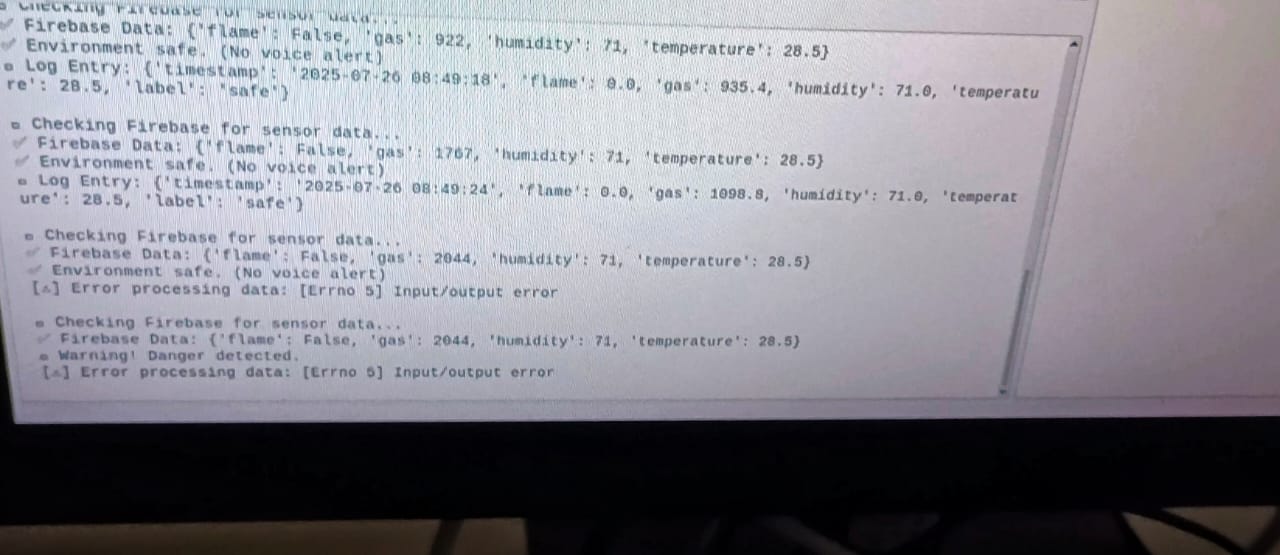 Checking Firebase for sensor data...
✓ Firebase Data: {'flame': False, 'gas': 922, 'humidity': 71, 'temperature': 28.5}
✓ Environment safe. (No voice alert)
Log Entry: {'timestamp': '2025-07-26 08:49:18', 'flame': 0.0, 'gas': 935.4, 'humidity': 71.0, 'temperatu
re': 28.5, 'label': 'safe'}
Checking Firebase for sensor data...
✓ Firebase Data: {'flame': False, 'gas': 1767, 'humidity': 71, 'temperature': 28.5}
✓ Environment safe. (No voice alert)
Log Entry: {'timestamp': '2025-07-26 08:49:24', 'flame': 0.0, 'gas': 1098.8, 'humidity': 71.0, 'temperat
ure': 28.5, 'label': 'safe'}
Checking Firebase for sensor data...
✓ Firebase Data: {'flame': False, 'gas': 2044, 'humidity': 71, 'temperature': 28.5}
✓ Environment safe. (No voice alert)
[⚠] Error processing data: [Errno 5] Input/output error
Checking Firebase for sensor data...
✓ Firebase Data: {'flame': False, 'gas': 2044, 'humidity': 71, 'temperature': 28.5}
Warning! Danger detected.
[⚠] Error processing data: [Errno 5] Input/output error